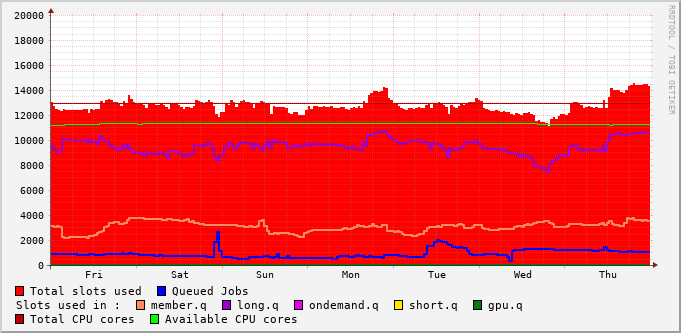 20000
18000
16000
14000
12000
10000
8000
6000
4000
2000
0
Fri Sat Sun Mon Tue Wed Thu
RRDTOOL / TOBI OETIKER
Total slots used Queued Jobs
Slots used in : member.q long.q ondemand.q short.q gpu.q
Total CPU cores Available CPU cores